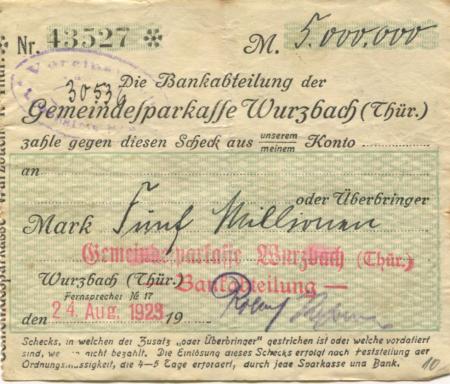 Nr. 43527 * M. 5.000.000
30536
Die Bankabteilung der
Gemeindesparkasse Wurzbach (Thür.)
zahle gegen diesen Scheck aus unserem Konto
meinem
an
oder Überbringer
Mark Fünf Millionen
Gemeindesparkasse Wurzbach (Thür.)
— Bankabteilung —
Wurzbach (Thür.)
Fernsprecher № 17
den 24. Aug. 1923 19
Schecks, in welchen der Zusatz „oder Überbringer" gestrichen ist oder welche vordatiert
sind, nicht bezahlt. Die Einlösung dieses Schecks erfolgt nach Feststellung der
Ordnungsmässigkeit, die 4—5 Tage erfordert, durch jede Sparkasse und Bank.
10